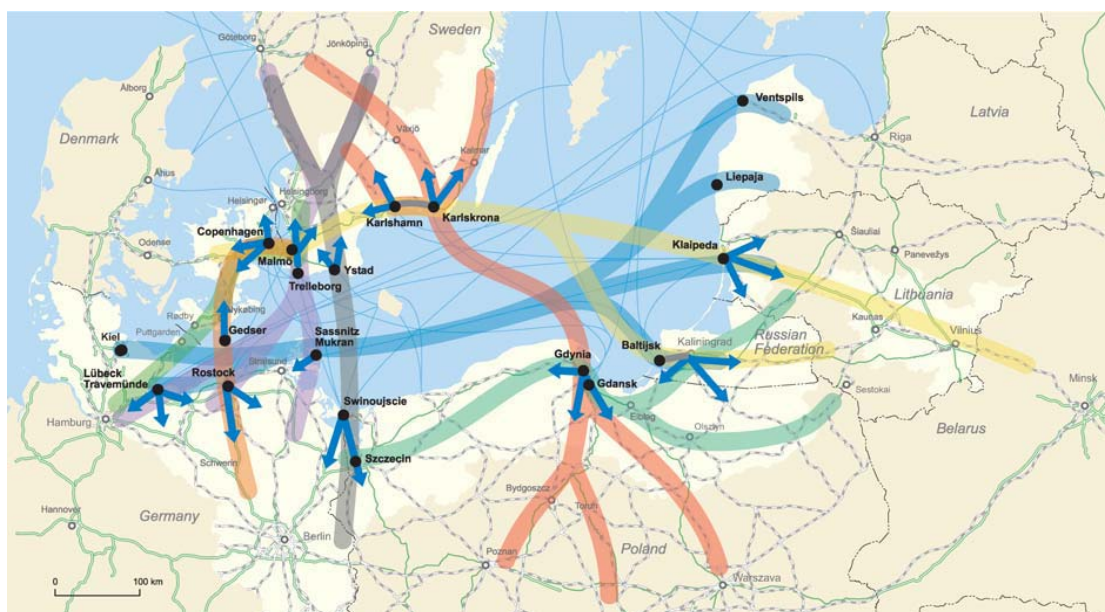 Sweden
Göteborg
Jönköping
Ålborg
Denmark
Växjö
Kalmar
Ventspils
Riga
Latvia
Århus
Helsingborg
Helsingør
Liepaja
Karlshamn
Karlskrona
Copenhagen
Odense
Malmö
Ystad
Trelleborg
Klaipeda
Šiauliai
Panevežys
Lithuania
Rødby
Nykøbing
Puttgarden
Kiel
Gedser
Sassnitz
Mukran
Stralsund
Kaunas
Vilnius
Baltijsk
Kaliningrad
Russian
Federation
Gdynia
Gdansk
Lübeck
Travemünde
Rostock
Hamburg
Swinoujscie
Elblag
Olsztyn
Sestokai
Minsk
Belarus
Schwerin
Szczecin
Bydgoszcz
Toruń
Hannover
Germany
Berlin
Poznan
Poland
Warszawa
0
100 km